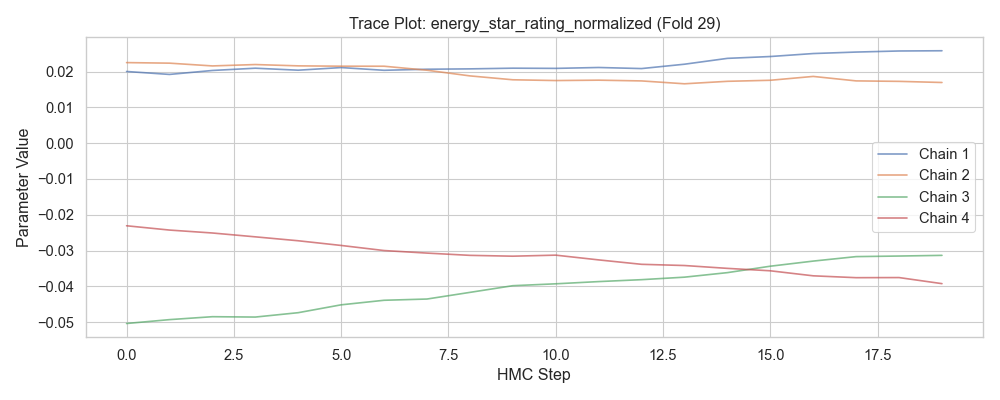 Trace Plot: energy_star_rating_normalized (Fold 29)
Parameter Value
0.02
0.01
0.00
−0.01
−0.02
−0.03
−0.04
−0.05
Chain 1
Chain 2
Chain 3
Chain 4
0.0 2.5 5.0 7.5 10.0 12.5 15.0 17.5
HMC Step